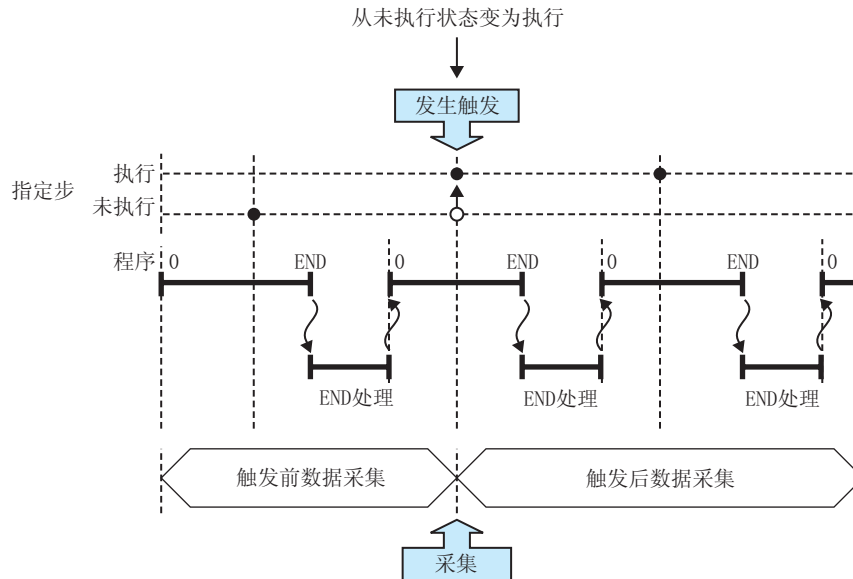 从未执行状态变为执行
发生触发
执行
指定步
未执行
程序 0 END 0 END 0 END 0
END处理 END处理 END处理
触发前数据采集 触发后数据采集
采集